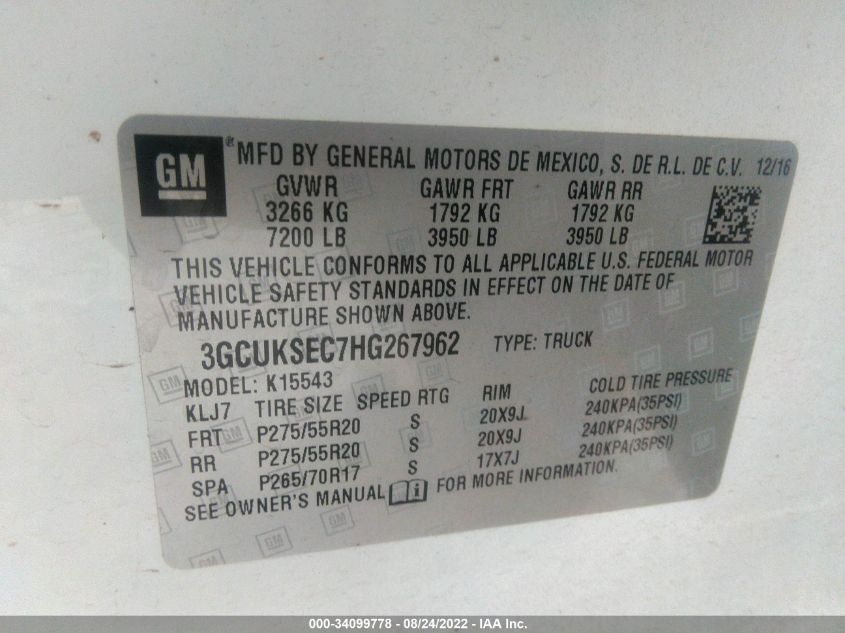 GM
® MFD BY GENERAL MOTORS DE MEXICO, S. DE R.L. DE C.V. 12/16
GVWR GAWR FRT GAWR RR
3266 KG 1792 KG 1792 KG
7200 LB 3950 LB 3950 LB
THIS VEHICLE CONFORMS TO ALL APPLICABLE U.S. FEDERAL MOTOR
VEHICLE SAFETY STANDARDS IN EFFECT ON THE DATE OF
MANUFACTURE SHOWN ABOVE.
3GCUKSEC7HG267962 TYPE: TRUCK
MODEL: K15543
KLJ7 TIRE SIZE SPEED RTG RIM COLD TIRE PRESSURE
FRT P275/55R20 S 20X9J 240KPA(35PSI)
RR P275/55R20 S 20X9J 240KPA(35PSI)
SPA P265/70R17 S 17X7J 240KPA(35PSI)
SEE OWNER'S MANUAL i FOR MORE INFORMATION.
000-34099778 - 08/24/2022 - IAA Inc.